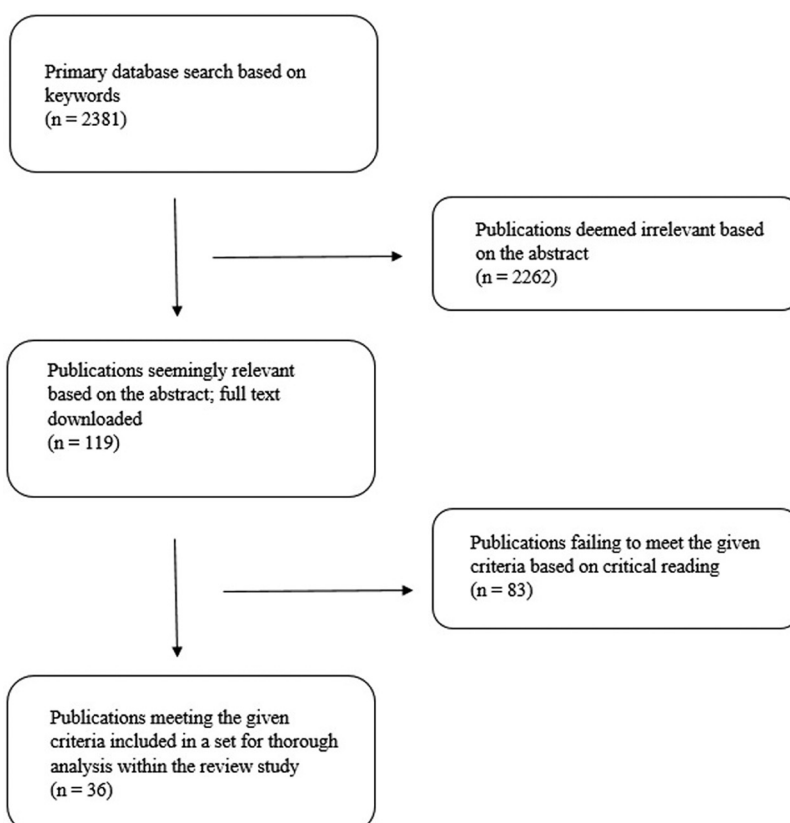 Primary database search based on
keywords
(n = 2381)
Publications deemed irrelevant based
on the abstract
(n = 2262)
Publications seemingly relevant
based on the abstract; full text
downloaded
(n = 119)
Publications failing to meet the given
criteria based on critical reading
(n = 83)
Publications meeting the given
criteria included in a set for thorough
analysis within the review study
(n = 36)